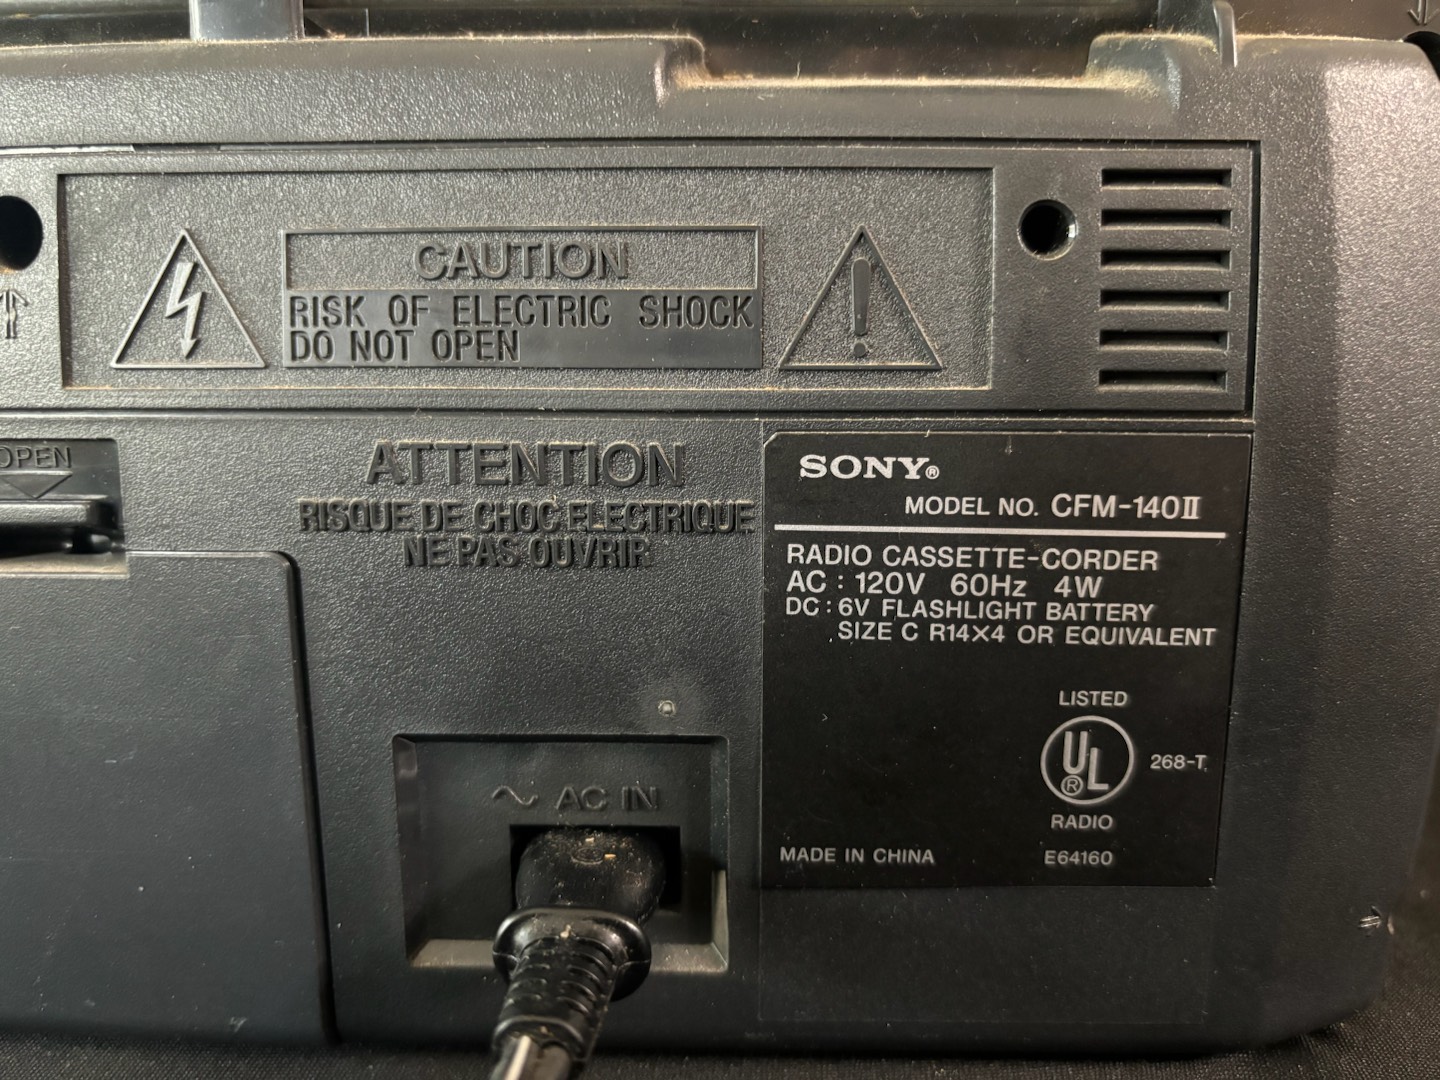 CAUTION
RISK OF ELECTRIC SHOCK
DO NOT OPEN
OPEN
ATTENTION
RISQUE DE CHOC ELECTRIQUE
NE PAS OUVRIR
SONY®
MODEL NO. CFM-140II
RADIO CASSETTE-CORDER
AC : 120V 60Hz 4W
DC : 6V FLASHLIGHT BATTERY
SIZE C R14×4 OR EQUIVALENT
LISTED
UL®
268-T
RADIO
MADE IN CHINA
E64160
~ AC IN